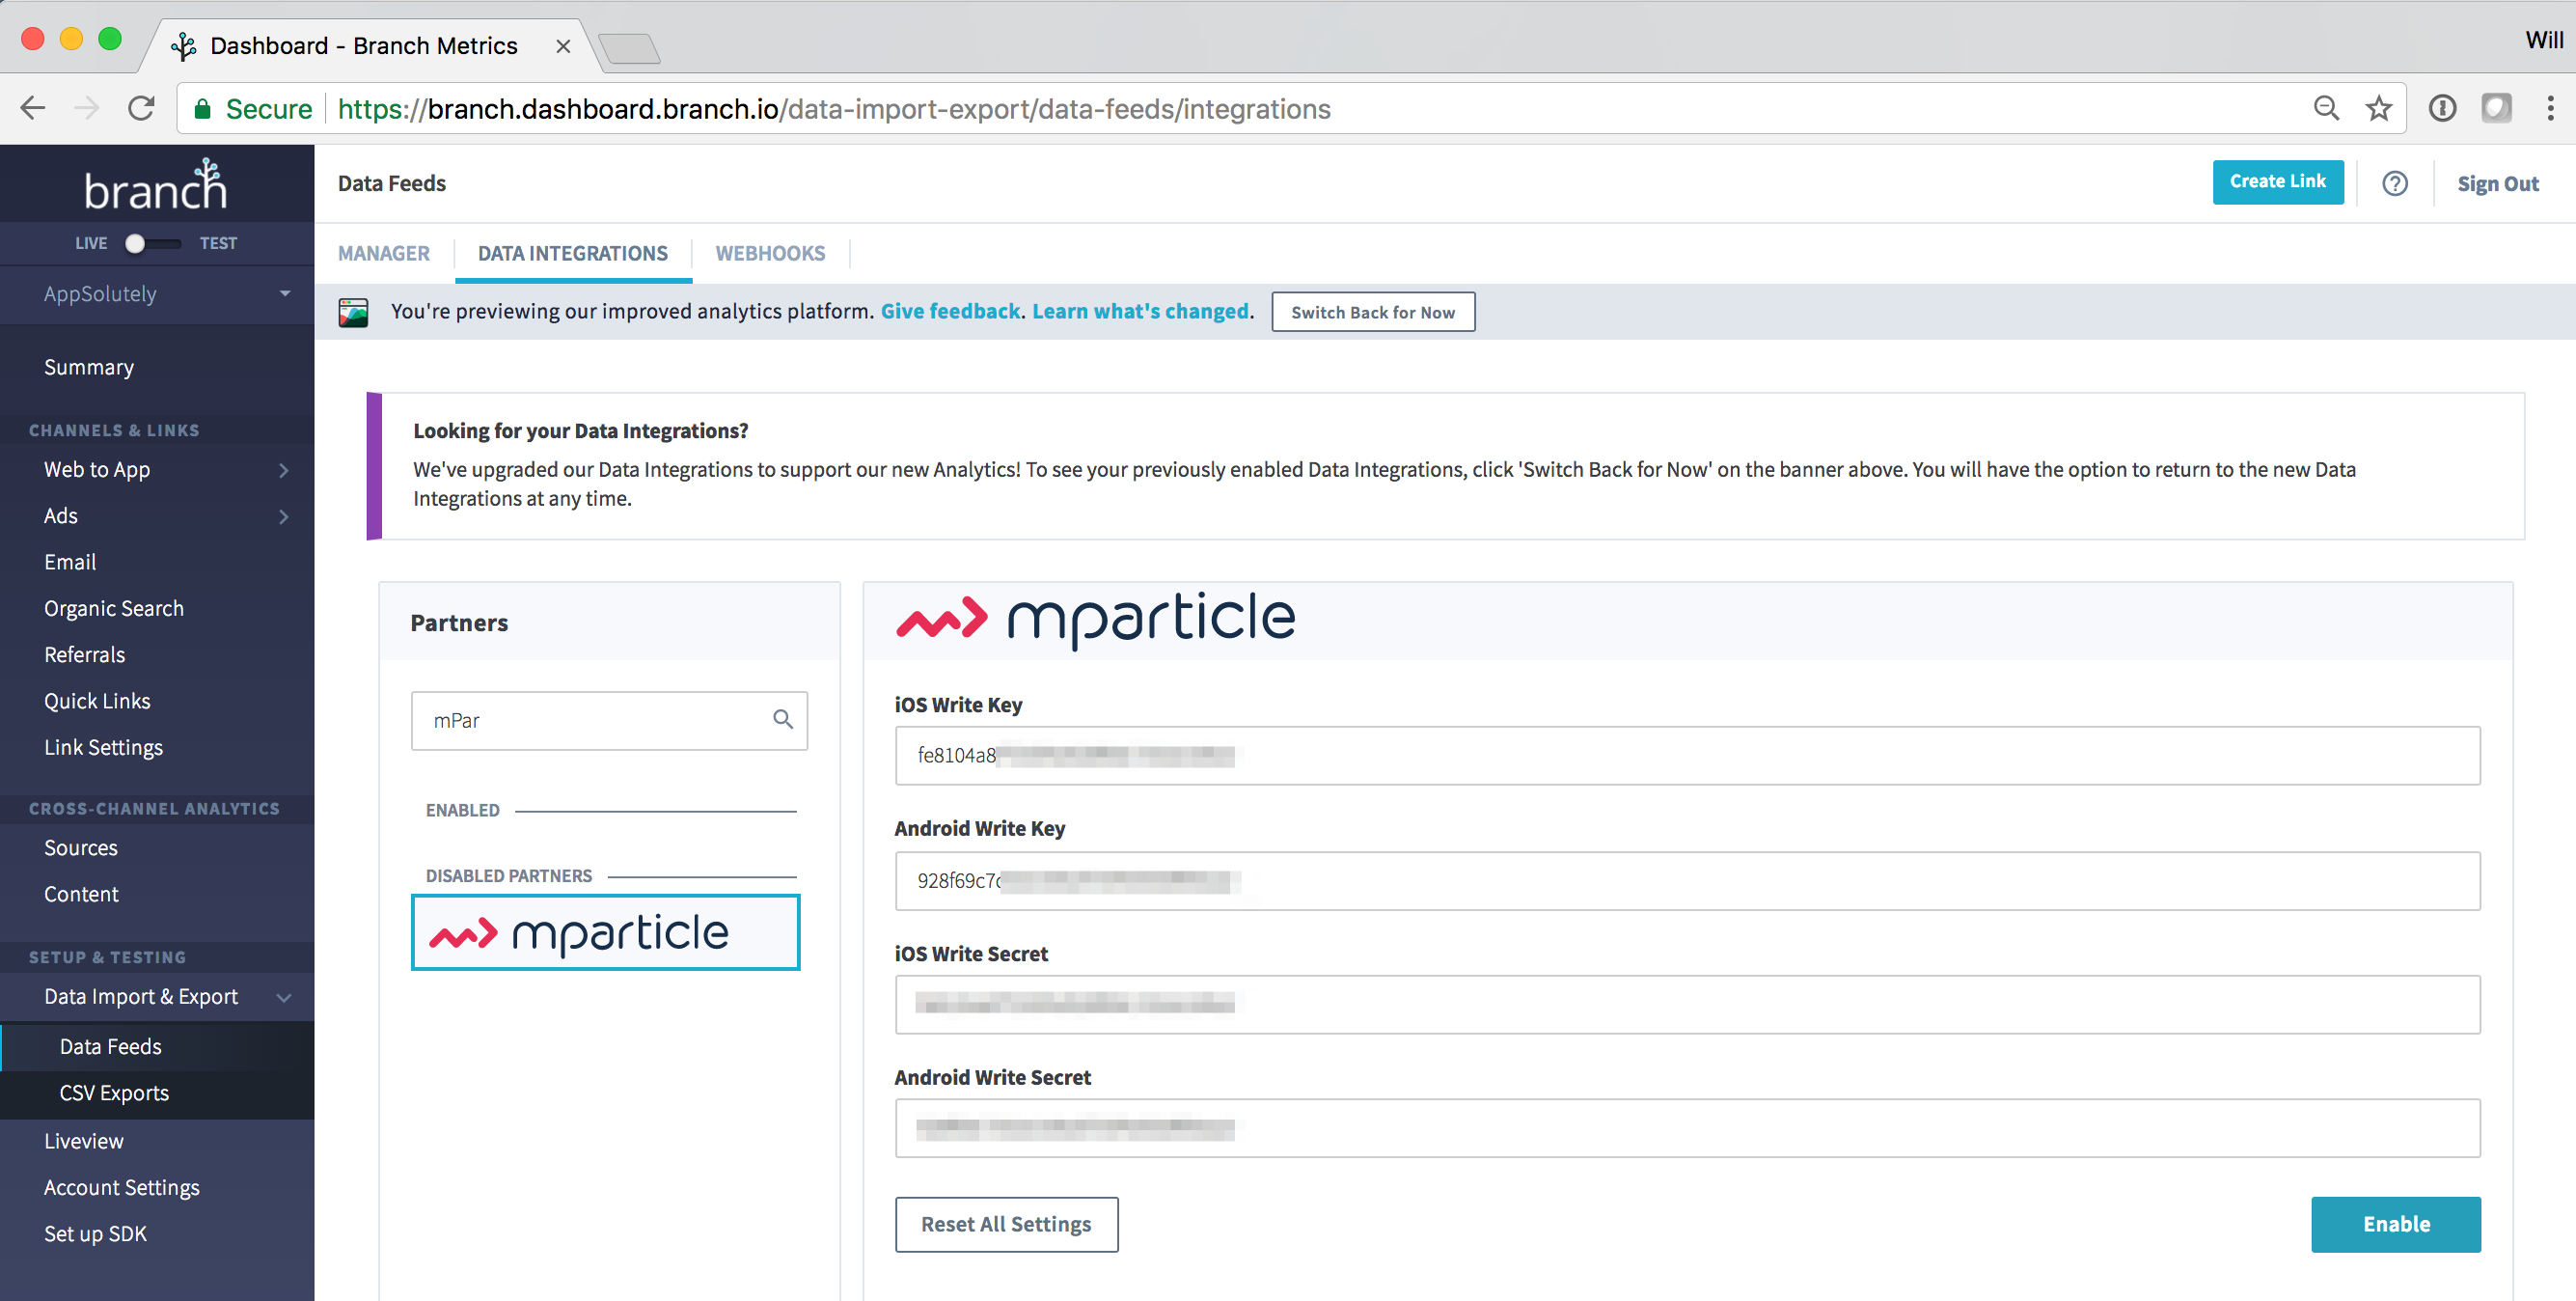 Dashboard - Branch Metrics
Will
Secure https://branch.dashboard.branch.io/data-import-export/data-feeds/integrations
branch
LIVE TEST
AppSolutely
Summary
CHANNELS & LINKS
Web to App
Ads
Email
Organic Search
Referrals
Quick Links
Link Settings
CROSS-CHANNEL ANALYTICS
Sources
Content
SETUP & TESTING
Data Import & Export
Data Feeds
CSV Exports
Liveview
Account Settings
Set up SDK
Data Feeds
Create Link
?
Sign Out
MANAGER DATA INTEGRATIONS WEBHOOKS
You're previewing our improved analytics platform. Give feedback. Learn what's changed. Switch Back for Now
Looking for your Data Integrations?
We've upgraded our Data Integrations to support our new Analytics! To see your previously enabled Data Integrations, click 'Switch Back for Now' on the banner above. You will have the option to return to the new Data
Integrations at any time.
Partners
mPar
ENABLED
DISABLED PARTNERS
mparticle
mparticle
iOS Write Key
fe8104a8
Android Write Key
928f69c7
iOS Write Secret
Android Write Secret
Reset All Settings
Enable